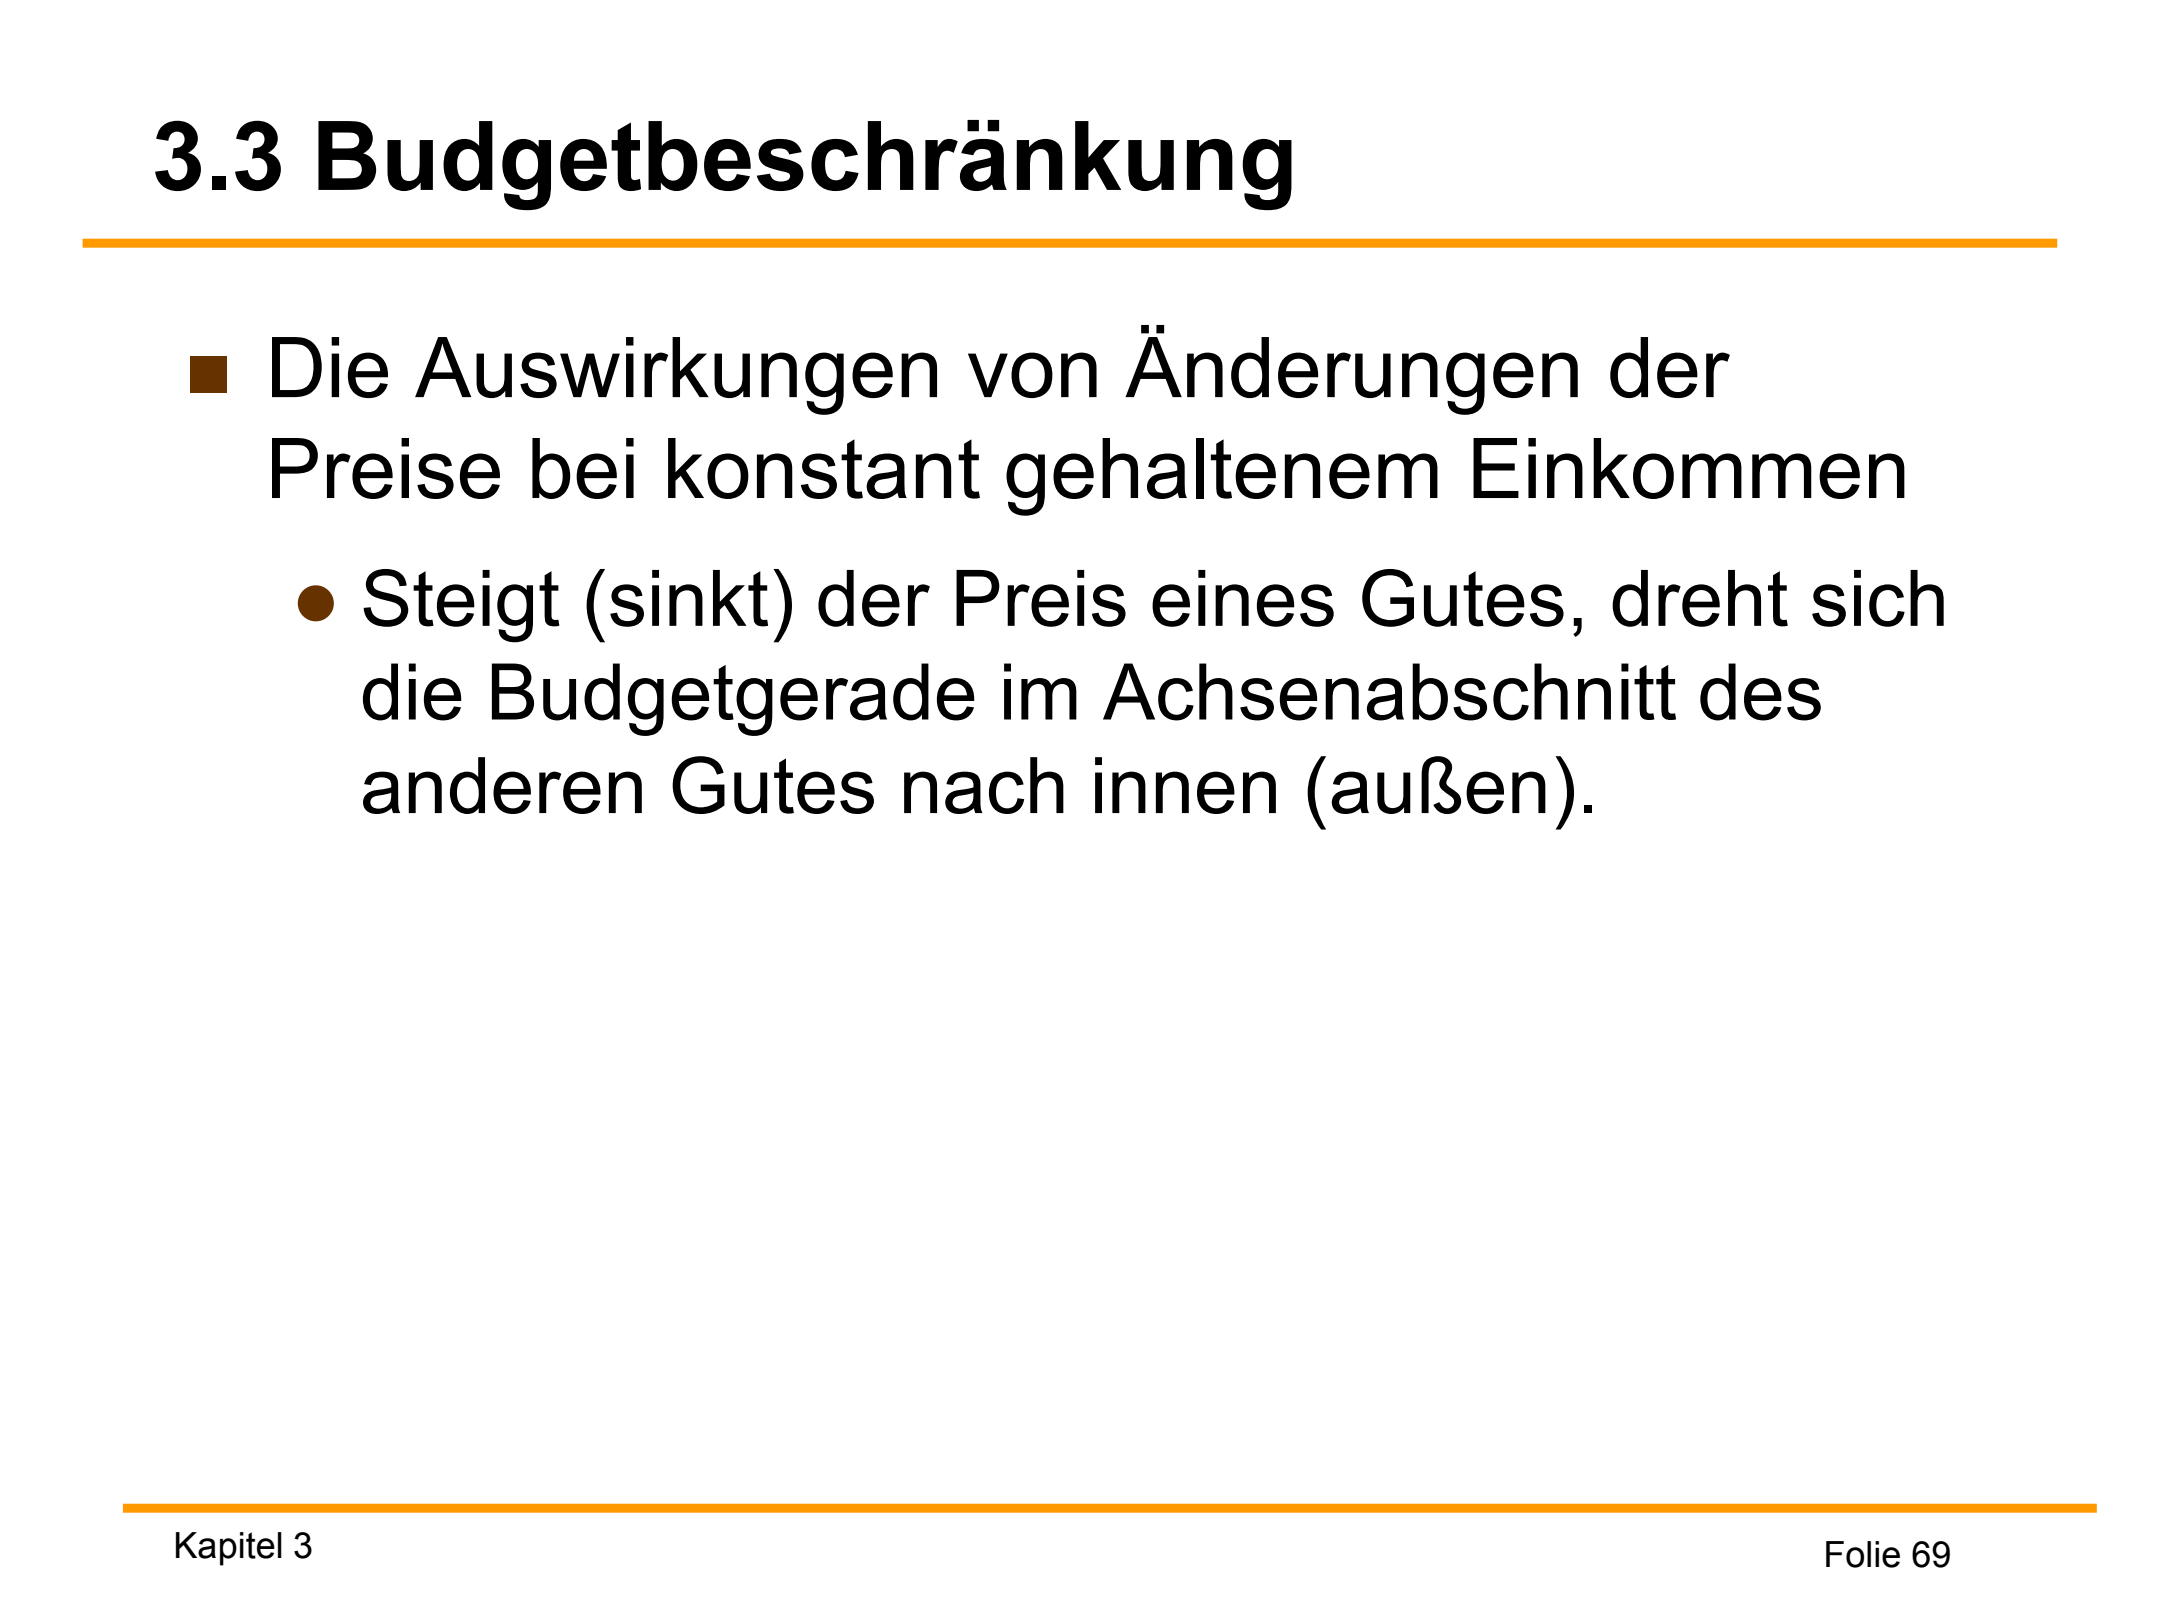 3.3 Budgetbeschränkung
Die Auswirkungen von Änderungen der
Preise bei konstant gehaltenem Einkommen
Steigt (sinkt) der Preis eines Gutes, dreht sich
die Budgetgerade im Achsenabschnitt des
anderen Gutes nach innen (außen).
Kapitel 3
Folie 69